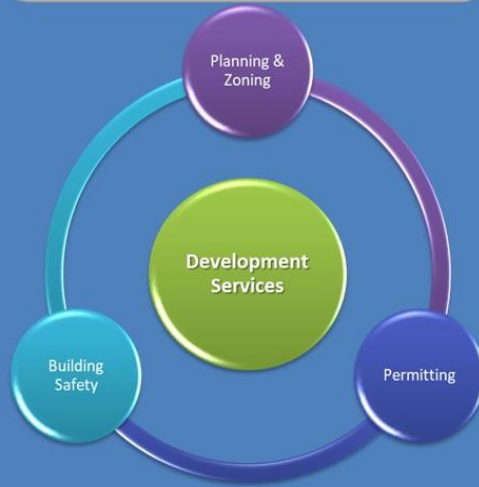 Planning &
Zoning
Development
Services
Building
Safety
Permitting